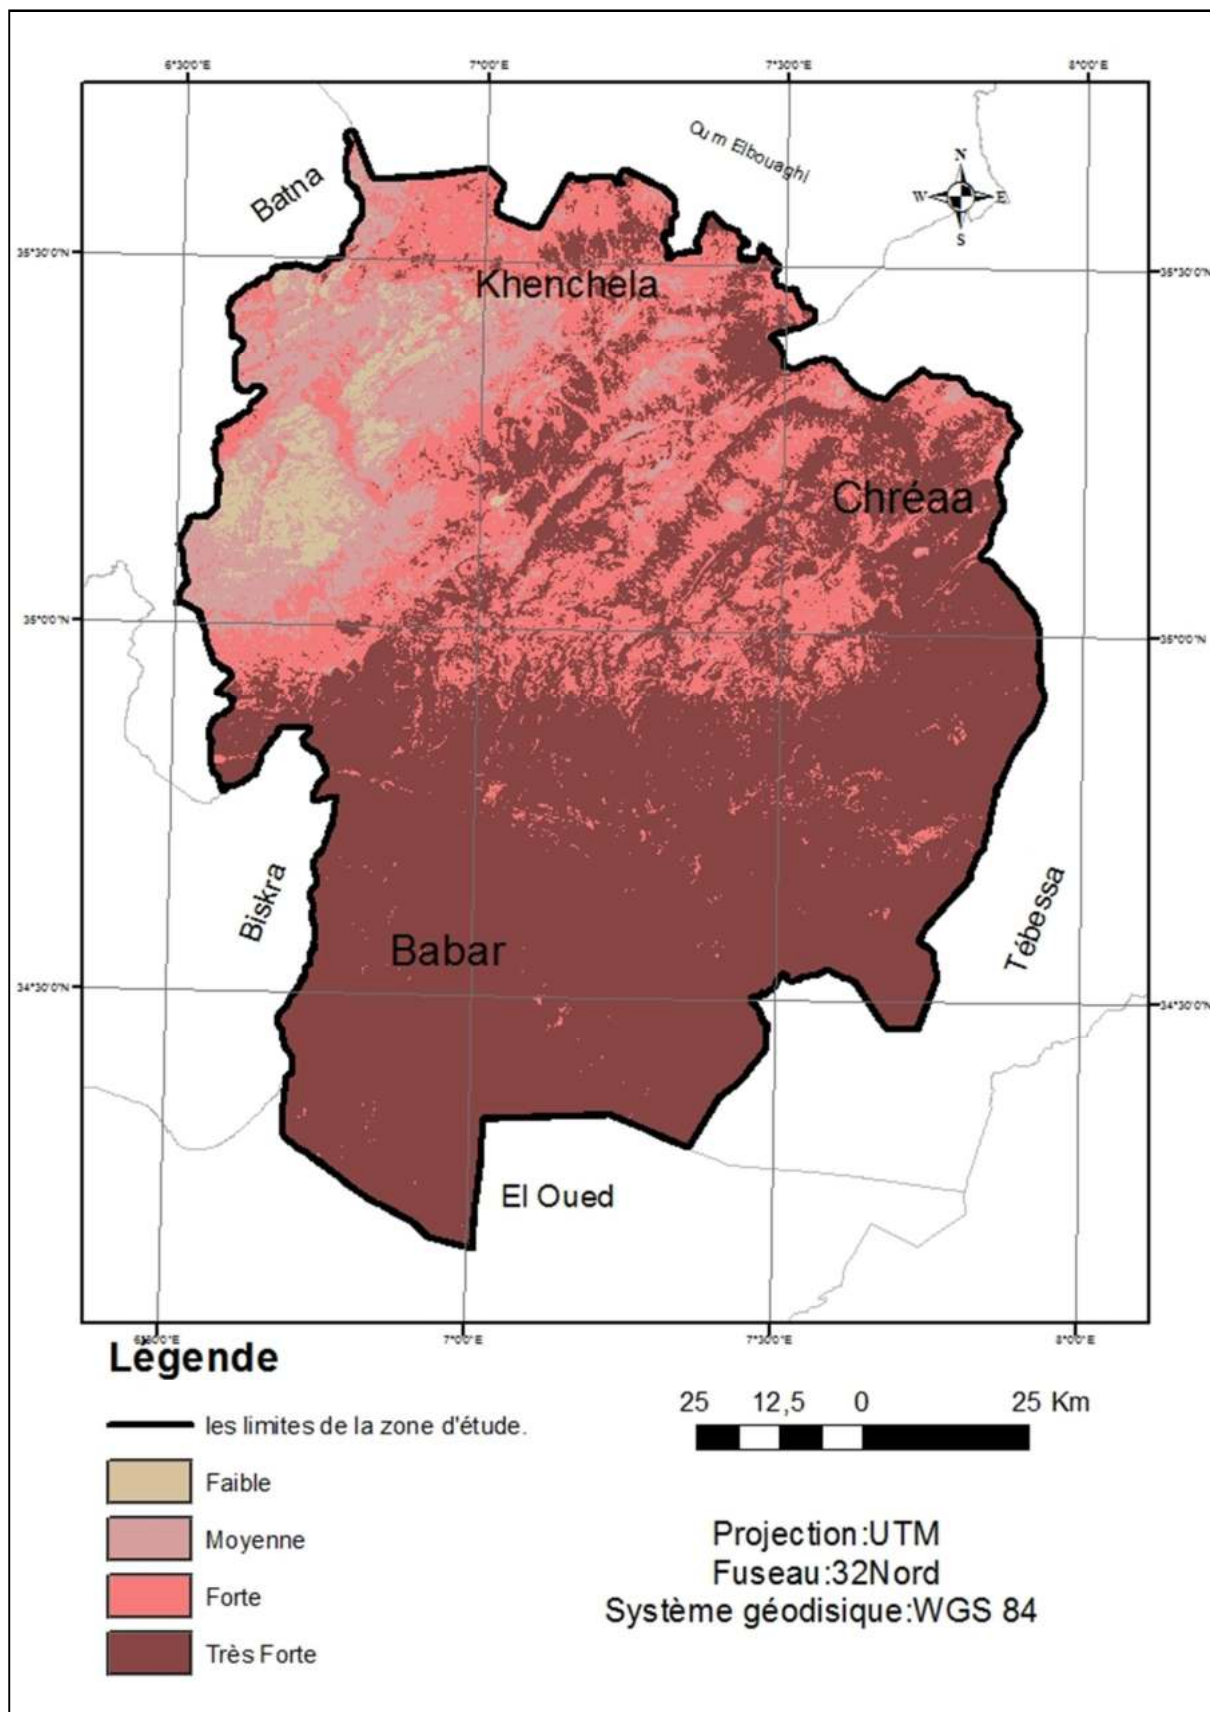 6°30'0"E 7°0'0"E 7°30'0"E 8°0'0"E
Oum Elbouaghi
Batna
N
W E
S
35°30'0"N 35°30'0"N
Khenchela
Chréaa
35°0'0"N 35°0'0"N
Biskra
Tébessa
Babar
34°30'0"N 34°30'0"N
El Oued
6°30'0"E 7°0'0"E 7°30'0"E 8°0'0"E
Légende
les limites de la zone d'étude.
Faible
Moyenne
Forte
Très Forte
25 12,5 0 25 Km
Projection:UTM
Fuseau:32Nord
Système géodisique:WGS 84